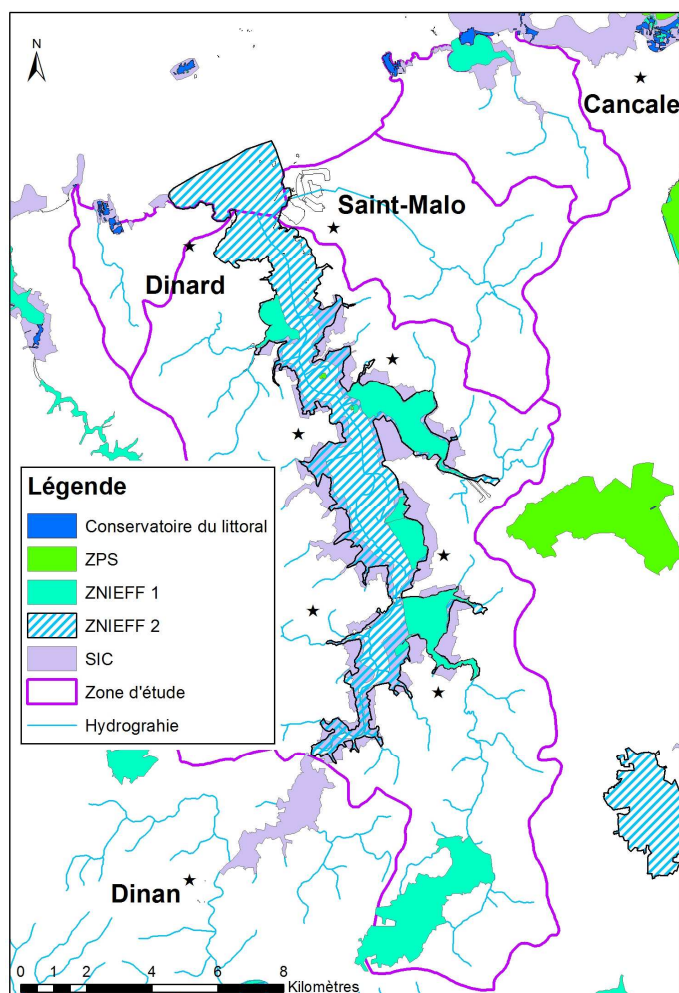 N
Cancale
Saint-Malo
Dinard
Légende
Conservatoire du littoral
ZPS
ZNIEFF 1
ZNIEFF 2
SIC
Zone d'étude
Hydrograhie
Dinan
0 1 2 4 6 8
Kilomètres